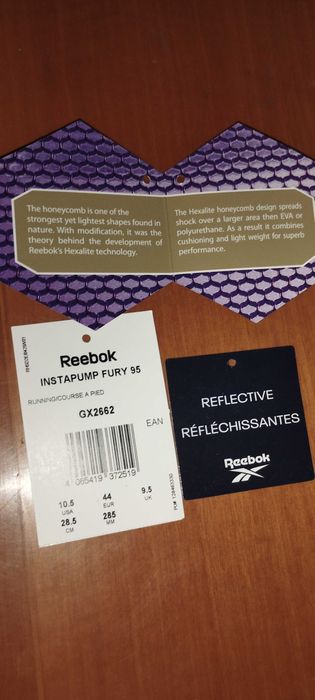 The honeycomb is one of the
strongest yet lightest shapes found in
nature. With modification, it was the
theory behind the development of
Reebok's Hexalite technology.
The Hexalite honeycomb design spreads
shock over a larger area then EVA or
polyurethane. As a result it combines
cushioning and light weight for superb
performance.
Reebok
INSTAPUMP FURY 95
RUNNING/COURSE A PIED
GX2662
EAN
4 065419 372519
10.5 44 9.5
USA EUR UK
28.5 285
CM MM
REFLECTIVE
RÉFLÉCHISSANTES
Reebok